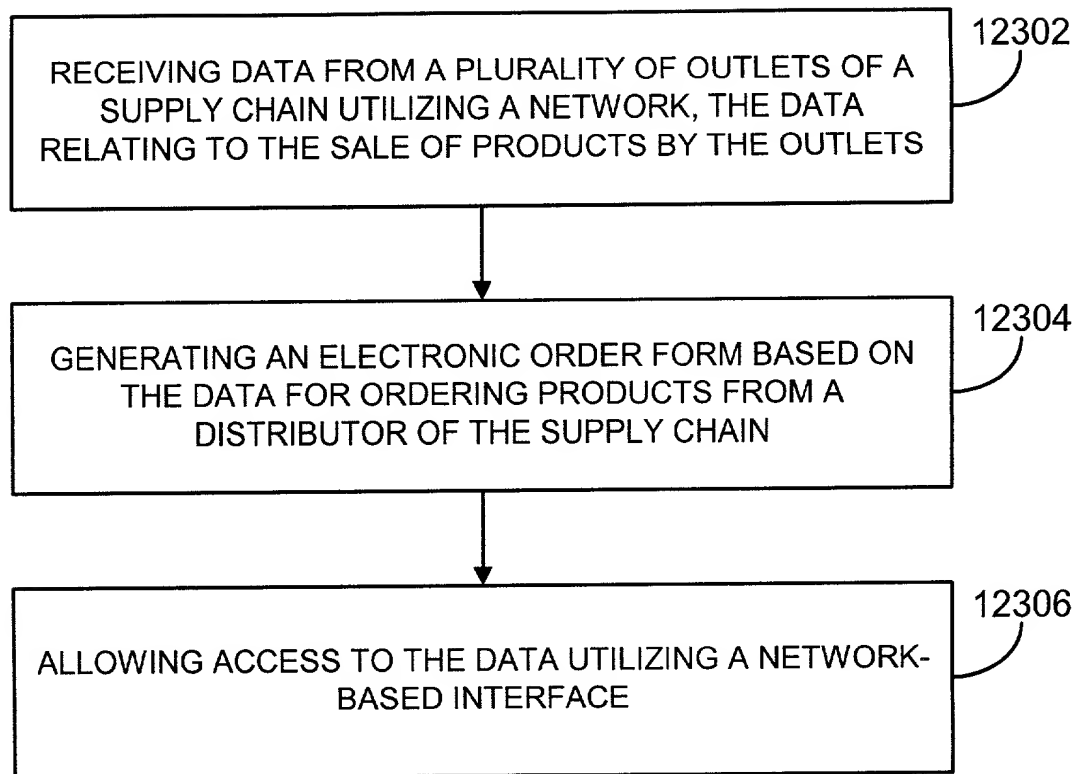 12302
RECEIVING DATA FROM A PLURALITY OF OUTLETS OF A
SUPPLY CHAIN UTILIZING A NETWORK, THE DATA
RELATING TO THE SALE OF PRODUCTS BY THE OUTLETS
12304
GENERATING AN ELECTRONIC ORDER FORM BASED ON
THE DATA FOR ORDERING PRODUCTS FROM A
DISTRIBUTOR OF THE SUPPLY CHAIN
12306
ALLOWING ACCESS TO THE DATA UTILIZING A NETWORK-
BASED INTERFACE